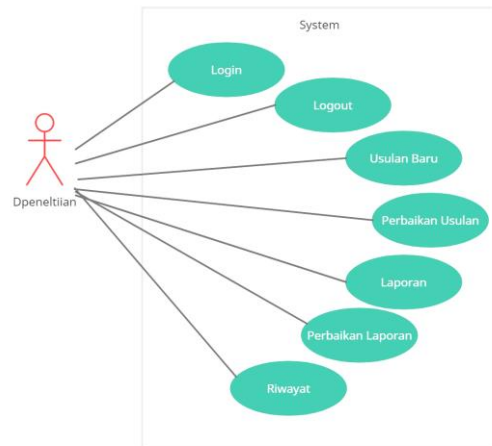 System
Login
Logout
Usulan Baru
Dpeneltiian
Perbaikan Usulan
Laporan
Perbaikan Laporan
Riwayat